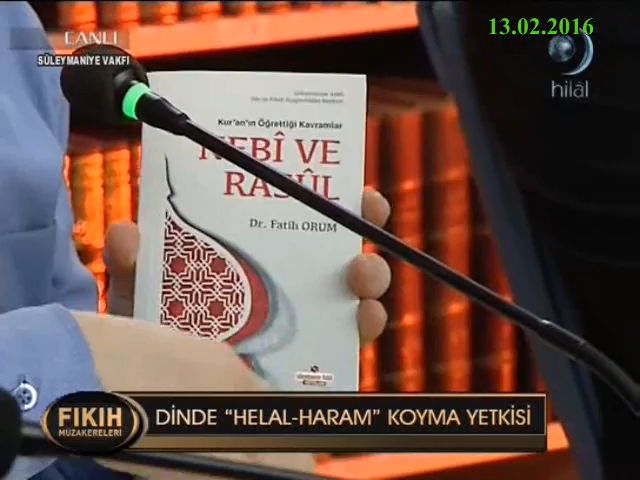 13.02.2016
CANLI
SÜLEYMANİYE VAKFI
hilâl
Kur'an'ın Öğrettiği Kavramlar
NEBÎ VE
RASÛL
Dr. Fatih ORUM
FIKIH
MÜZAKERELERİ
DİNDE "HELAL-HARAM" KOYMA YETKİSİ